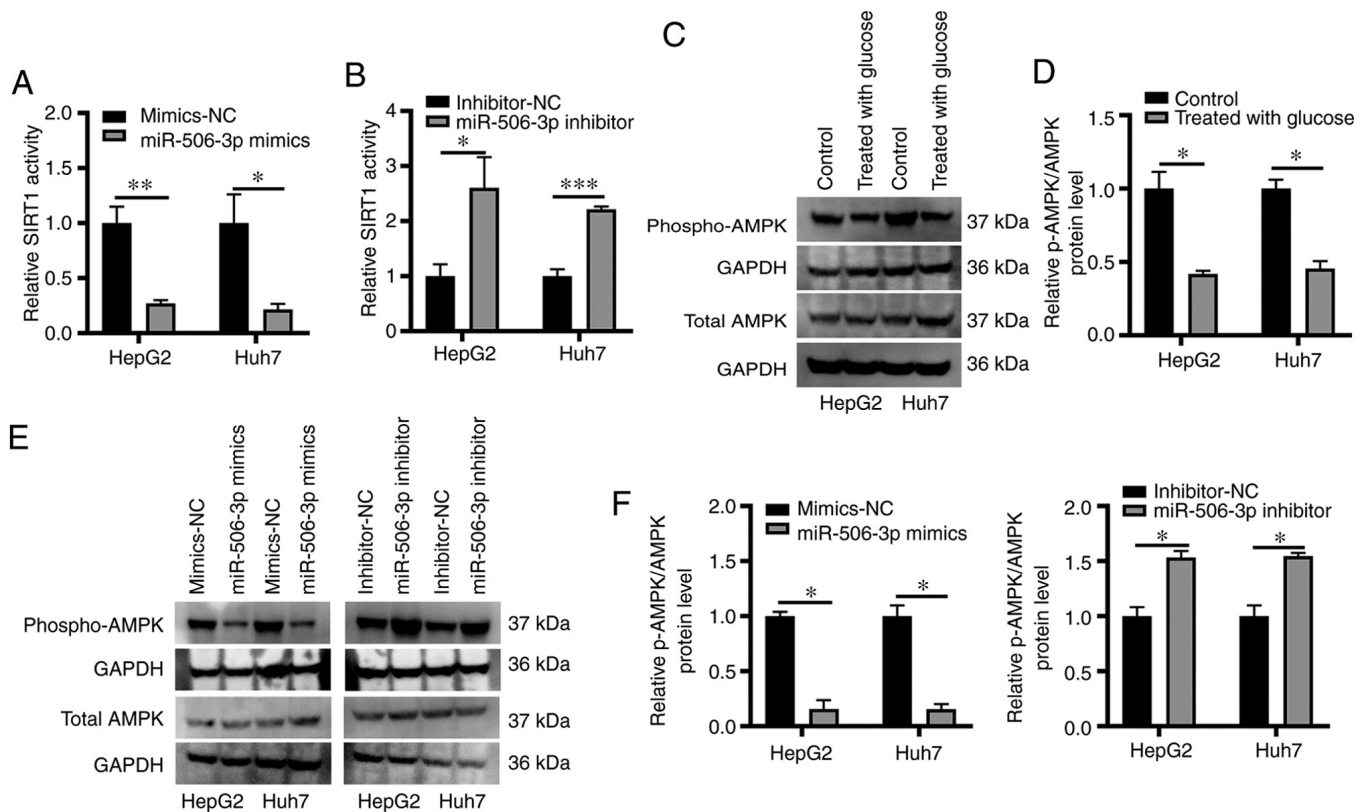 A
Relative SIRT1 activity
2.0
1.5
1.0
0.5
0.0
Mimics-NC
miR-506-3p mimics
**
*
HepG2
Huh7
B
Relative SIRT1 activity
6
4
2
1
0
Inhibitor-NC
miR-506-3p inhibitor
*
***
HepG2
Huh7
C
Control
Treated with glucose
Control
Treated with glucose
Phospho-AMPK
37 kDa
GAPDH
36 kDa
Total AMPK
37 kDa
GAPDH
36 kDa
HepG2
Huh7
D
Relative p-AMPK/AMPK
protein level
1.5
1.0
0.5
0.0
Control
Treated with glucose
*
*
HepG2
Huh7
E
Mimics-NC
miR-506-3p mimics
Mimics-NC
miR-506-3p mimics
Inhibitor-NC
miR-506-3p inhibitor
Inhibitor-NC
miR-506-3p inhibitor
Phospho-AMPK
37 kDa
GAPDH
36 kDa
Total AMPK
37 kDa
GAPDH
36 kDa
HepG2
Huh7
HepG2
Huh7
F
Relative p-AMPK/AMPK
protein level
2.0
1.5
1.0
0.5
0.0
Mimics-NC
miR-506-3p mimics
*
*
HepG2
Huh7
Relative p-AMPK/AMPK
protein level
2.0
1.5
1.0
0.5
0.0
Inhibitor-NC
miR-506-3p inhibitor
*
*
HepG2
Huh7